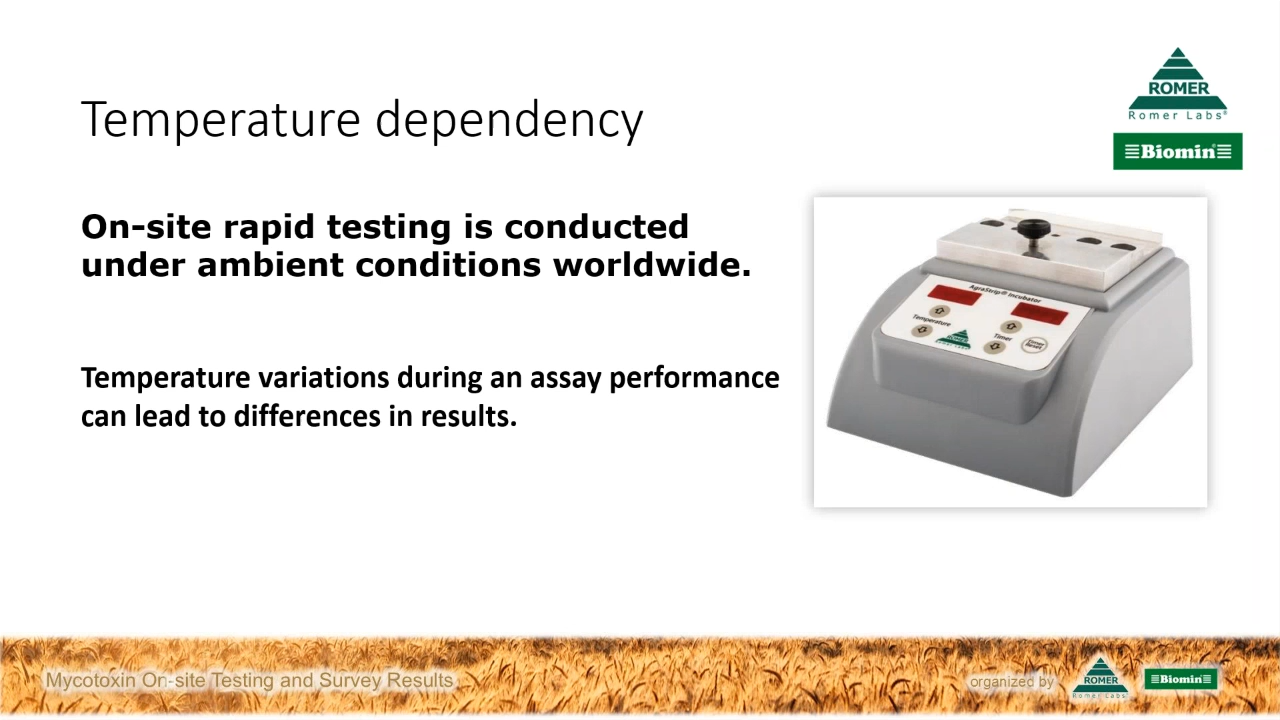 Temperature dependency
ROMER
Romer Labs®
Biomin®
On-site rapid testing is conducted
under ambient conditions worldwide.
AgraStrip® Incubator
Temperature
Timer
ROMER
Temperature variations during an assay performance
can lead to differences in results.
Mycotoxin On-site Testing and Survey Results
organized by
ROMER
Romer Labs®
Biomin